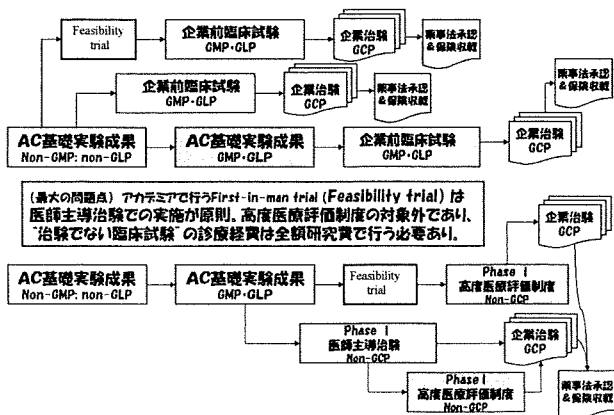 Feasibility
trial
企業前臨床試験
GMP・GLP
企業治験
GCP
薬事法承認
&保険収載
企業前臨床試験
GMP・GLP
企業治験
GCP
薬事法承認
&保険収載
薬事法承認
&保険収載
AC基礎実験成果
Non-GMP: non-GLP
AC基礎実験成果
GMP・GLP
企業前臨床試験
GMP・GLP
企業治験
GCP
(最大の問題点) アカデミアで行うFirst-in-man trial (Feasibility trial) は
医師主導治験での実施が原則。高度医療評価制度の対象外であり、
"治験でない臨床試験"の診療経費は全額研究費で行う必要あり。
企業治験
GCP
AC基礎実験成果
Non-GMP: non-GLP
AC基礎実験成果
GMP・GLP
Feasibility
trial
Phase I
高度医療評価制度
Non-GCP
Phase I
医師主導治験
Non-GCP
企業治験
GCP
Phase I
高度医療評価制度
Non-GCP
薬事法承認
&保険収載